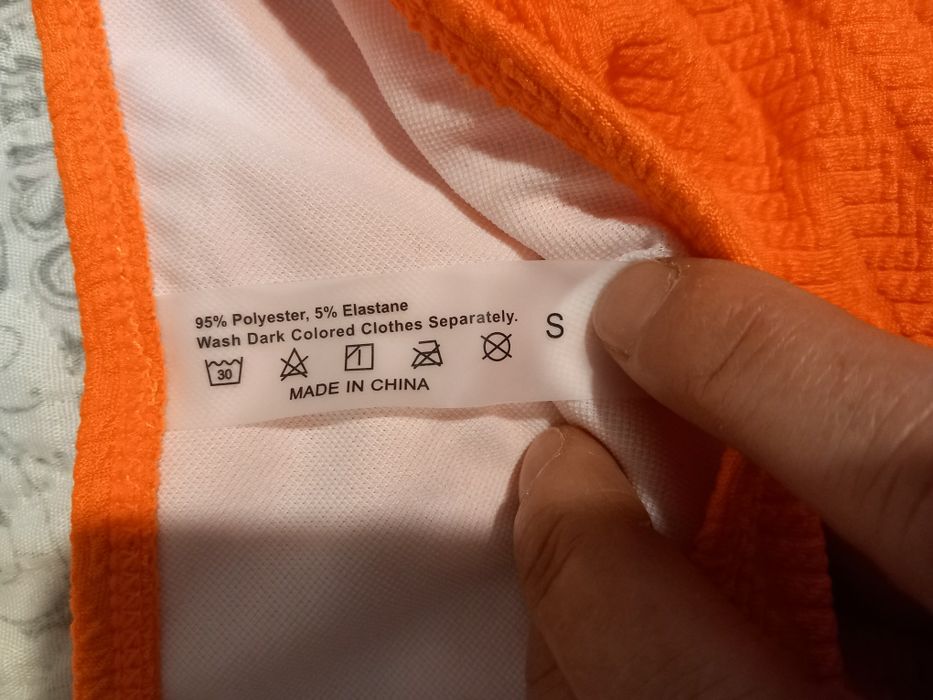 95% Polyester, 5% Elastane
Wash Dark Colored Clothes Separately.
S
30
MADE IN CHINA